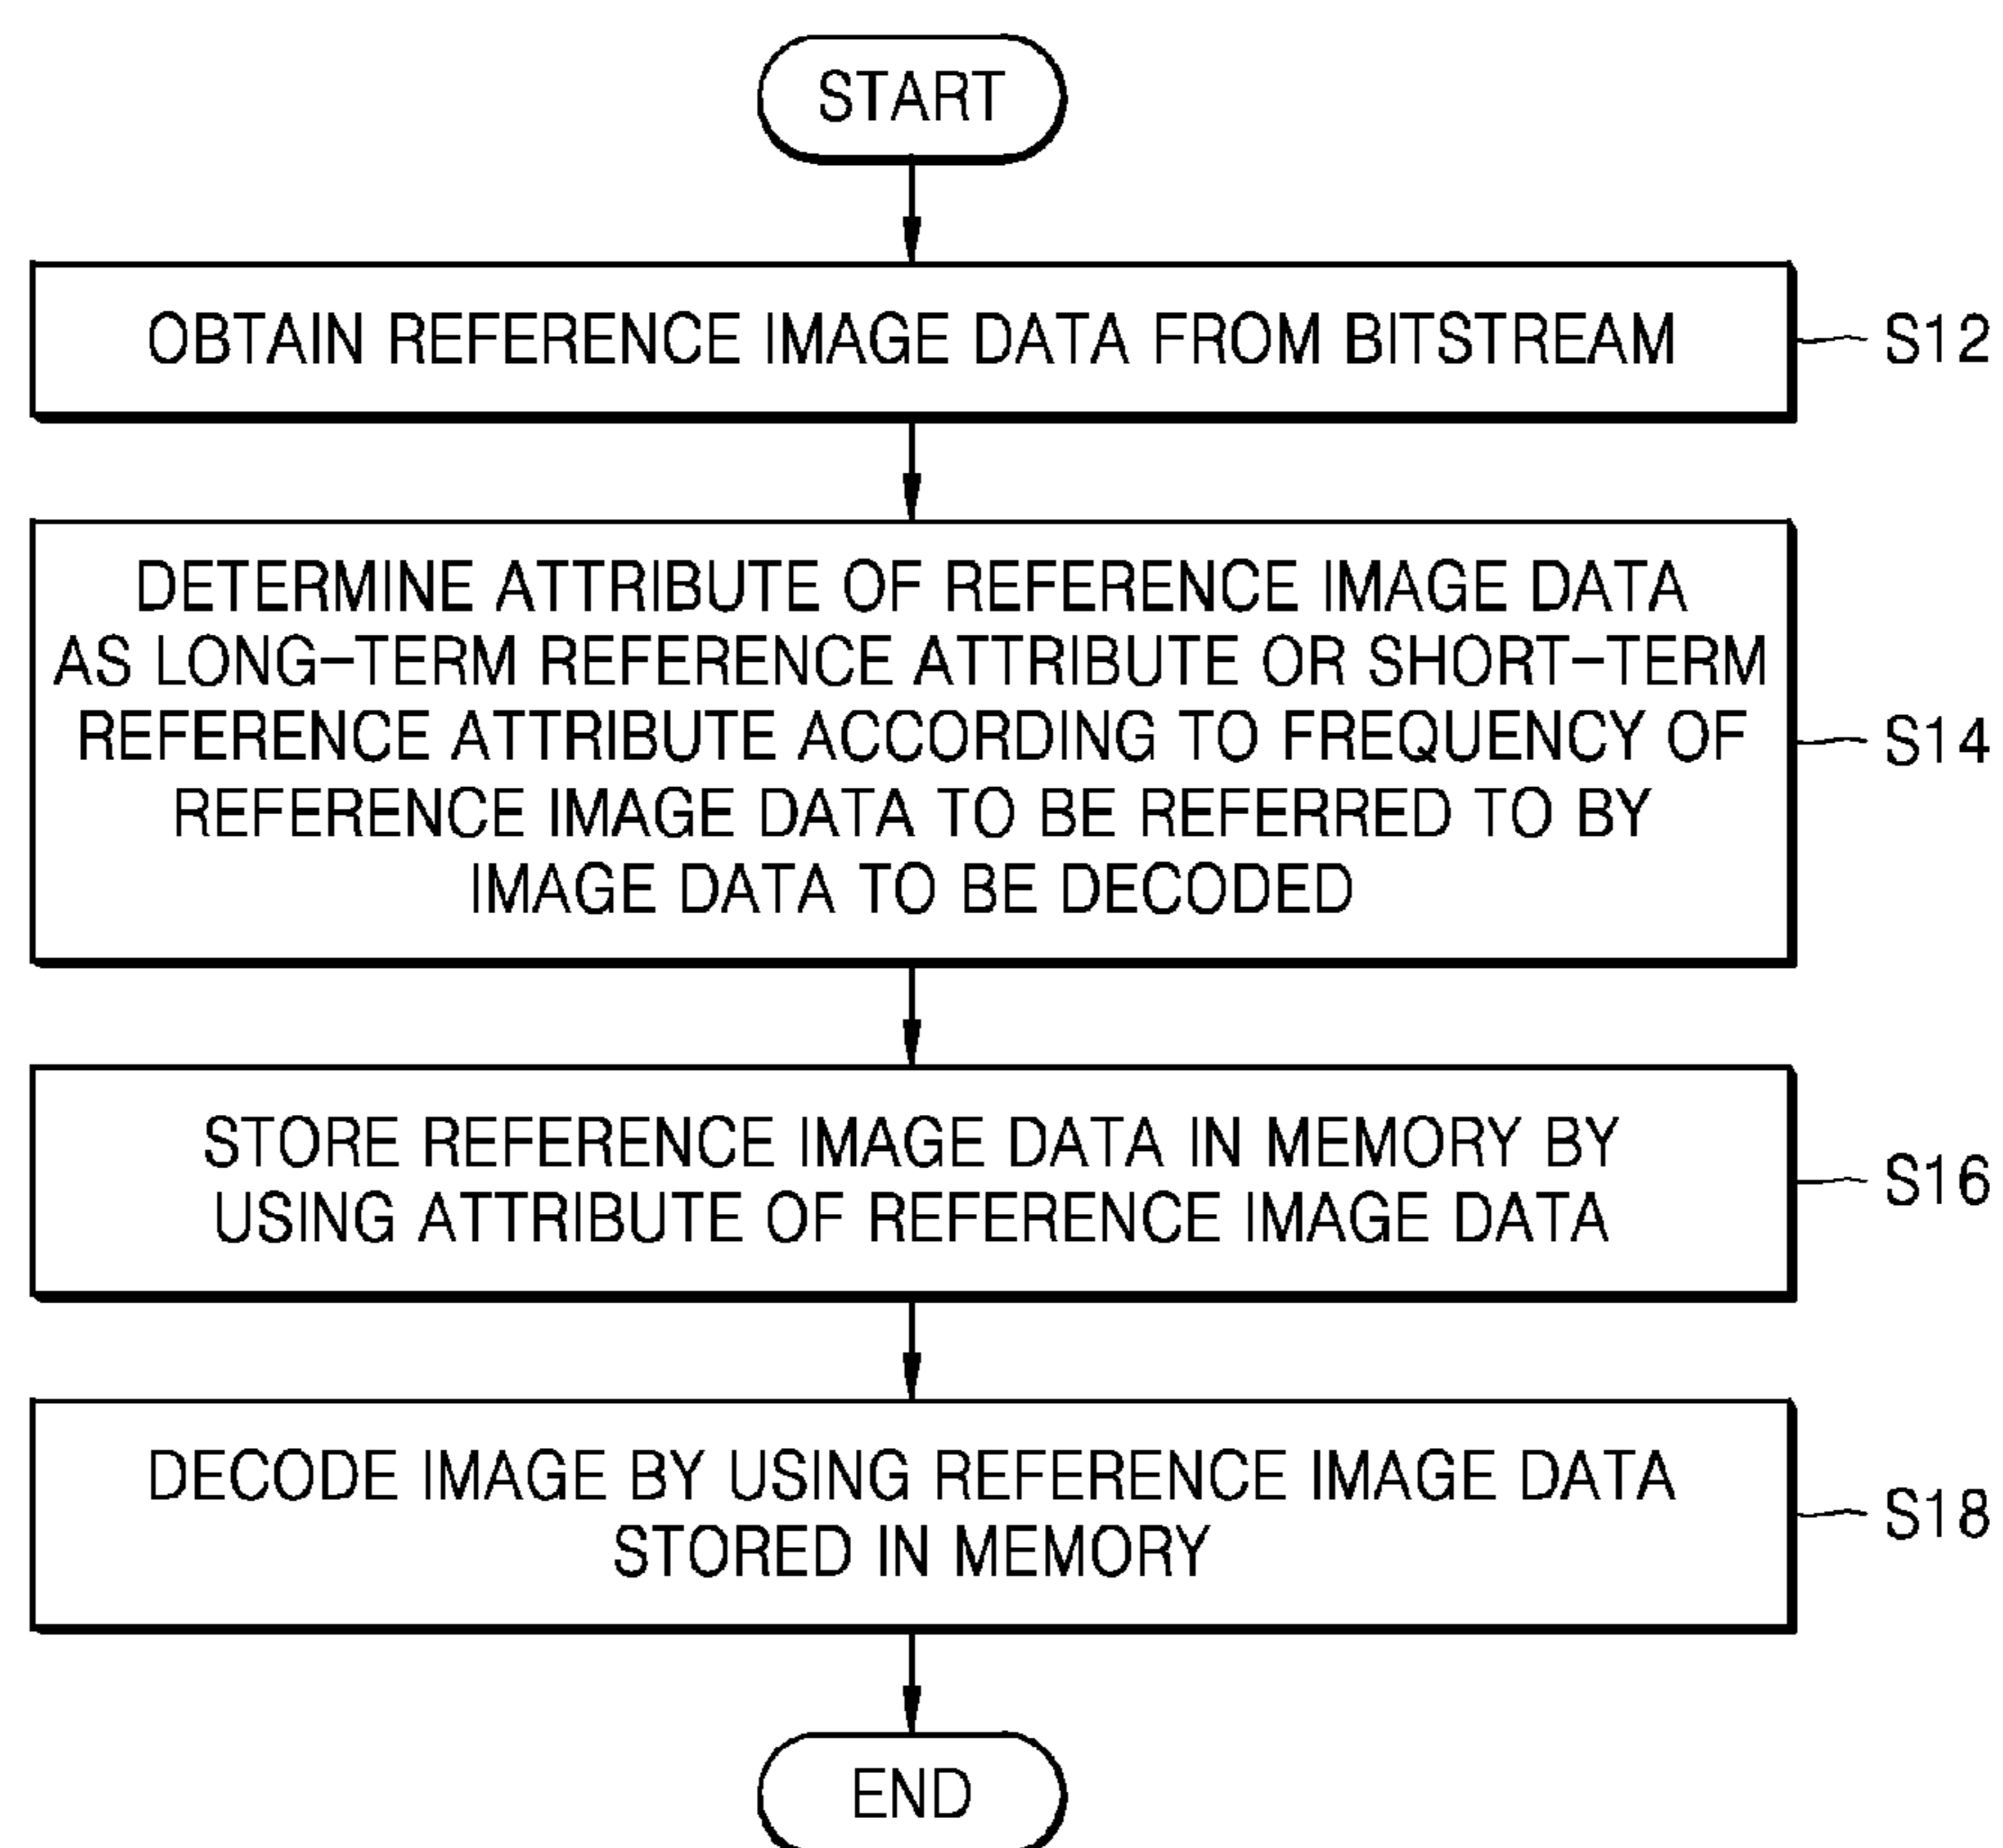 START
OBTAIN REFERENCE IMAGE DATA FROM BITSTREAM
S12
DETERMINE ATTRIBUTE OF REFERENCE IMAGE DATA
AS LONG-TERM REFERENCE ATTRIBUTE OR SHORT-TERM
REFERENCE ATTRIBUTE ACCORDING TO FREQUENCY OF
REFERENCE IMAGE DATA TO BE REFERRED TO BY
IMAGE DATA TO BE DECODED
S14
STORE REFERENCE IMAGE DATA IN MEMORY BY
USING ATTRIBUTE OF REFERENCE IMAGE DATA
S16
DECODE IMAGE BY USING REFERENCE IMAGE DATA
STORED IN MEMORY
S18
END